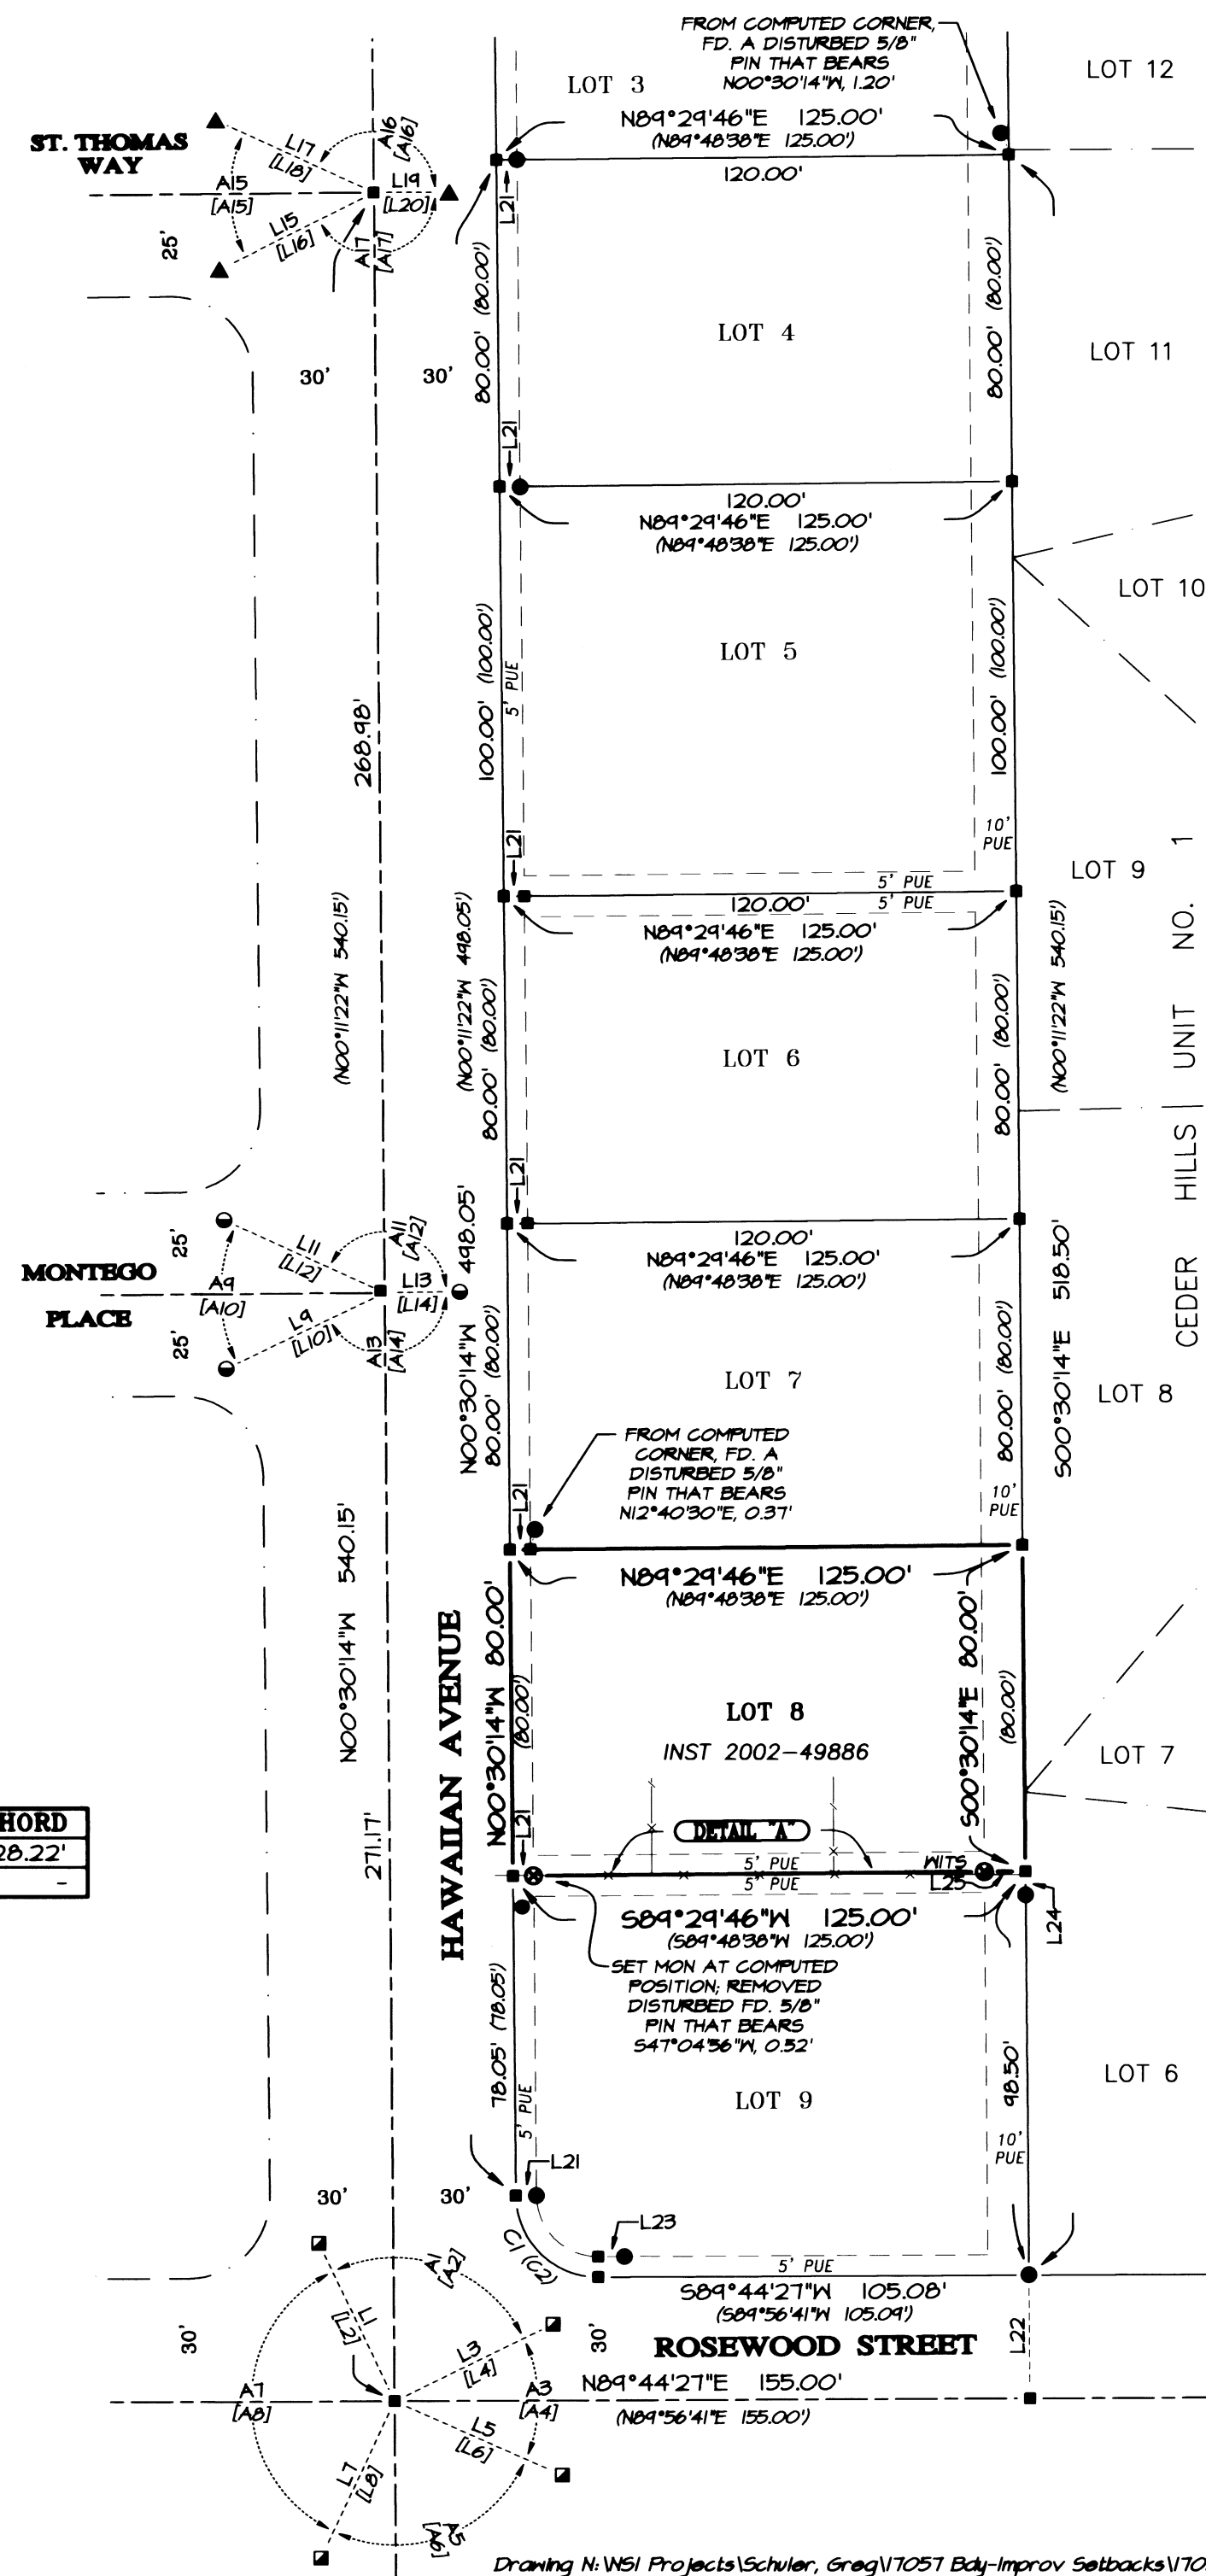 FROM COMPUTED CORNER,
FD. A DISTURBED 5/8"
PIN THAT BEARS
N00°30'14"W, 1.20'
LOT 3
LOT 12
N89°29'46"E 125.00'
(N89°48'38"E 125.00')
120.00'
ST. THOMAS
WAY
L17
[L18]
A16
[A16]
A15
[A15]
L19
[L20]
L15
[L16]
A17
[A17]
25'
L21
80.00' (80.00')
LOT 4
80.00' (80.00')
LOT 11
30'
30'
L21
120.00'
N89°29'46"E 125.00'
(N89°48'38"E 125.00')
LOT 10
100.00' (100.00')
5' PUE
LOT 5
100.00' (100.00')
268.98'
10'
PUE
L21
LOT 9
5' PUE
5' PUE
120.00'
N89°29'46"E 125.00'
(N89°48'38"E 125.00')
(N00°11'22"W 540.15')
(N00°11'22"W 498.05')
80.00' (80.00')
LOT 6
80.00' (80.00')
(N00°11'22"W 540.15')
CEDER HILLS UNIT NO. 1
L21
120.00'
N89°29'46"E 125.00'
(N89°48'38"E 125.00')
MONTEGO
PLACE
25'
25'
L11
[L12]
A11
[A12]
A9
[A10]
L13
[L14]
L9
[L10]
A13
[A14]
N00°30'14"W 498.05'
80.00' (80.00')
LOT 7
80.00' (80.00')
S00°30'14"E 518.50'
LOT 8
FROM COMPUTED
CORNER, FD. A
DISTURBED 5/8"
PIN THAT BEARS
N12°40'30"E, 0.37'
10'
PUE
L21
N89°29'46"E 125.00'
(N89°48'38"E 125.00')
N00°30'14"W 540.15'
HAWAIIAN AVENUE
N00°30'14"W 80.00'
(80.00')
LOT 8
INST 2002-49886
S00°30'14"E 80.00'
(80.00')
LOT 7
HORD
28.22'
-
271.17'
L21
DETAIL "A"
5' PUE
5' PUE
WITS
L25
L24
S89°29'46"W 125.00'
(S89°48'38"W 125.00')
SET MON AT COMPUTED
POSITION; REMOVED
DISTURBED FD. 5/8"
PIN THAT BEARS
S47°04'56"W, 0.52'
78.05' (78.05')
5' PUE
LOT 9
98.50'
LOT 6
10'
PUE
30'
30'
L21
L23
C1 (C2)
5' PUE
S89°44'27"W 105.08'
(S89°56'41"W 105.09')
A1
[A2]
L1
[L2]
30'
30'
ROSEWOOD STREET
L22
L3
[L4]
A3
[A4]
N89°44'27"E 155.00'
(N89°56'41"E 155.00')
A7
[A8]
L5
[L6]
L7
[L8]
A5
[A6]
Drawing N:\WSI Projects\Schuler, Greg\17057 Bdy-Improv Setbacks\170